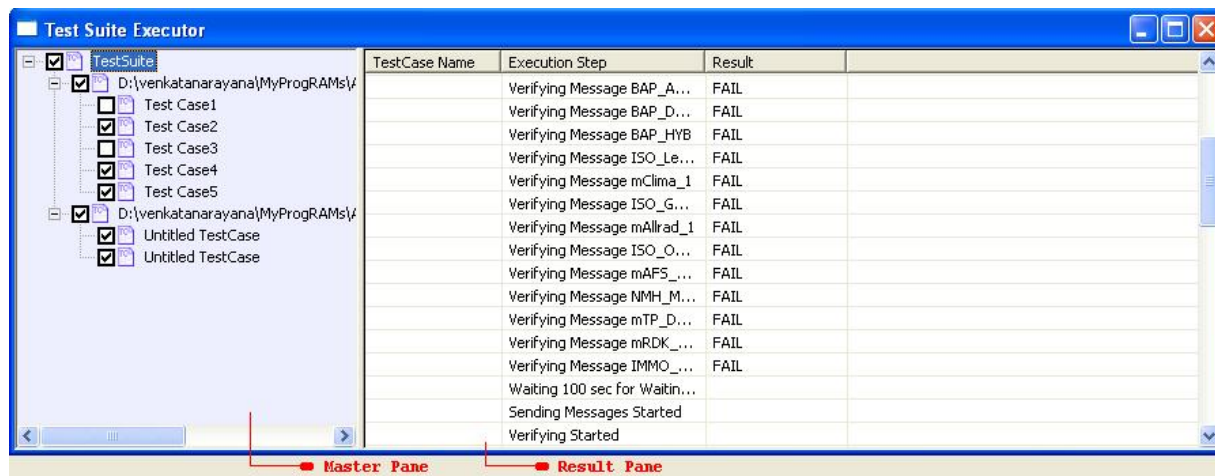 Test Suite Executor
TestSuite
D:\venkatanarayana\MyProgRAMs\A
Test Case1
Test Case2
Test Case3
Test Case4
Test Case5
D:\venkatanarayana\MyProgRAMs\A
Untitled TestCase
Untitled TestCase
TestCase Name Execution Step Result
Verifying Message BAP_A... FAIL
Verifying Message BAP_D... FAIL
Verifying Message BAP_HYB FAIL
Verifying Message ISO_Le... FAIL
Verifying Message mClima_1 FAIL
Verifying Message ISO_G... FAIL
Verifying Message mAllrad_1 FAIL
Verifying Message ISO_O... FAIL
Verifying Message mAFS_... FAIL
Verifying Message NMH_M... FAIL
Verifying Message mTP_D... FAIL
Verifying Message mRDK_... FAIL
Verifying Message IMMO_... FAIL
Waiting 100 sec for Waitin...
Sending Messages Started
Verifying Started
Master Pane
Result Pane